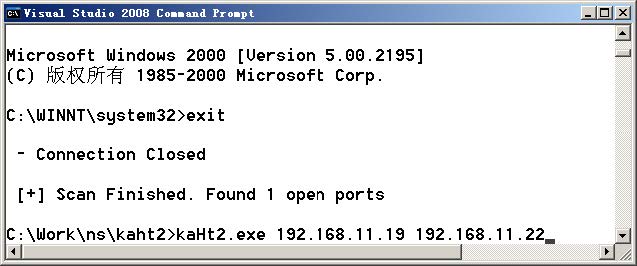 Visual Studio 2008 Command Prompt
Microsoft Windows 2000 [Version 5.00.2195]
(C) 版权所有 1985-2000 Microsoft Corp.
C:\WINNT\system32>exit
- Connection Closed
[+] Scan Finished. Found 1 open ports
C:\Work\ns\kaht2>kaHt2.exe 192.168.11.19 192.168.11.22